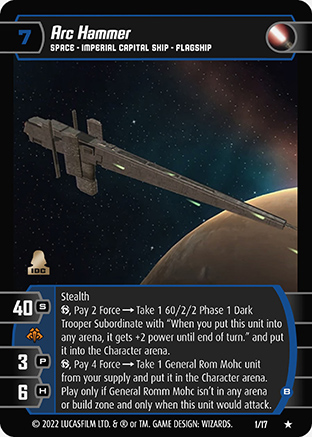 7
Arc Hammer
SPACE - IMPERIAL CAPITAL SHIP - FLAGSHIP
IDC
40 S
3 P
6 H
Stealth
, Pay 2 Force → Take 1 60/2/2 Phase 1 Dark
Trooper Subordinate with "When you put this unit into
any arena, it gets +2 power until end of turn." and put
it into the Character arena.
, Pay 4 Force → Take 1 General Rom Mohc unit
from your supply and put it in the Character arena.
Play only if General Romm Mohc isn't in any arena
or build zone and only when this unit would attack.
B
© 2022 LUCASFILM LTD. & ® or TM. GAME DESIGN: WIZARDS.
1/17 ★